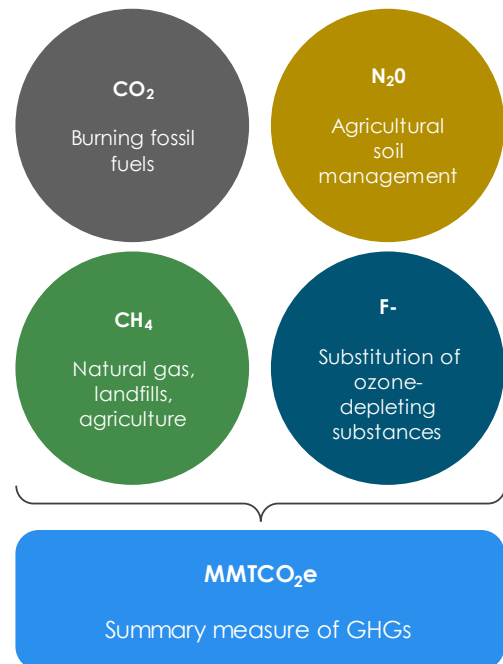 CO₂
Burning fossil
fuels
N₂0
Agricultural
soil
management
CH₄
Natural gas,
landfills,
agriculture
F-
Substitution of
ozone-
depleting
substances
MMTCO₂e
Summary measure of GHGs